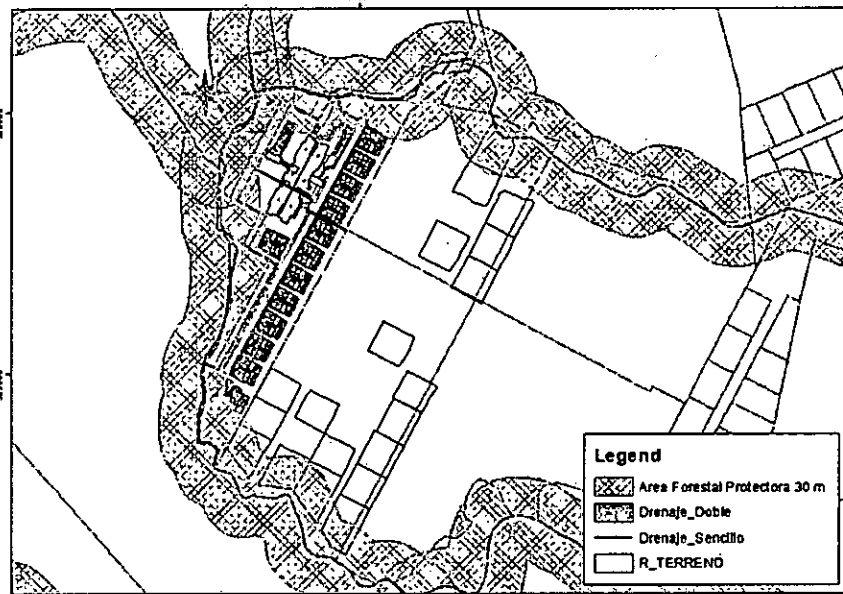 Legend
Area Forestal Protectora 30 m
Drenaje_Doble
Drenaje_Sencillo
R_TERRENO